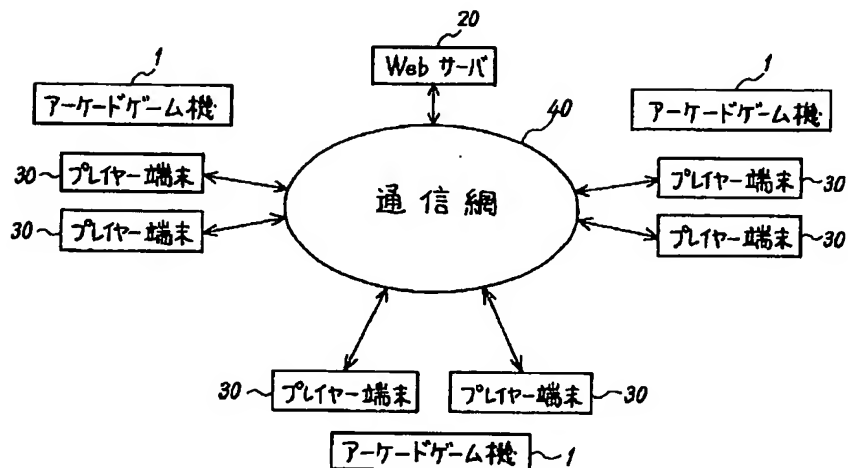 20
Web サーバ
1
アーケードゲーム機
1
アーケードゲーム機
40
30 プレイヤー端末
プレイヤー端末 30
通信網
30 プレイヤー端末
プレイヤー端末 30
30 プレイヤー端末
プレイヤー端末 30
アーケードゲーム機 1